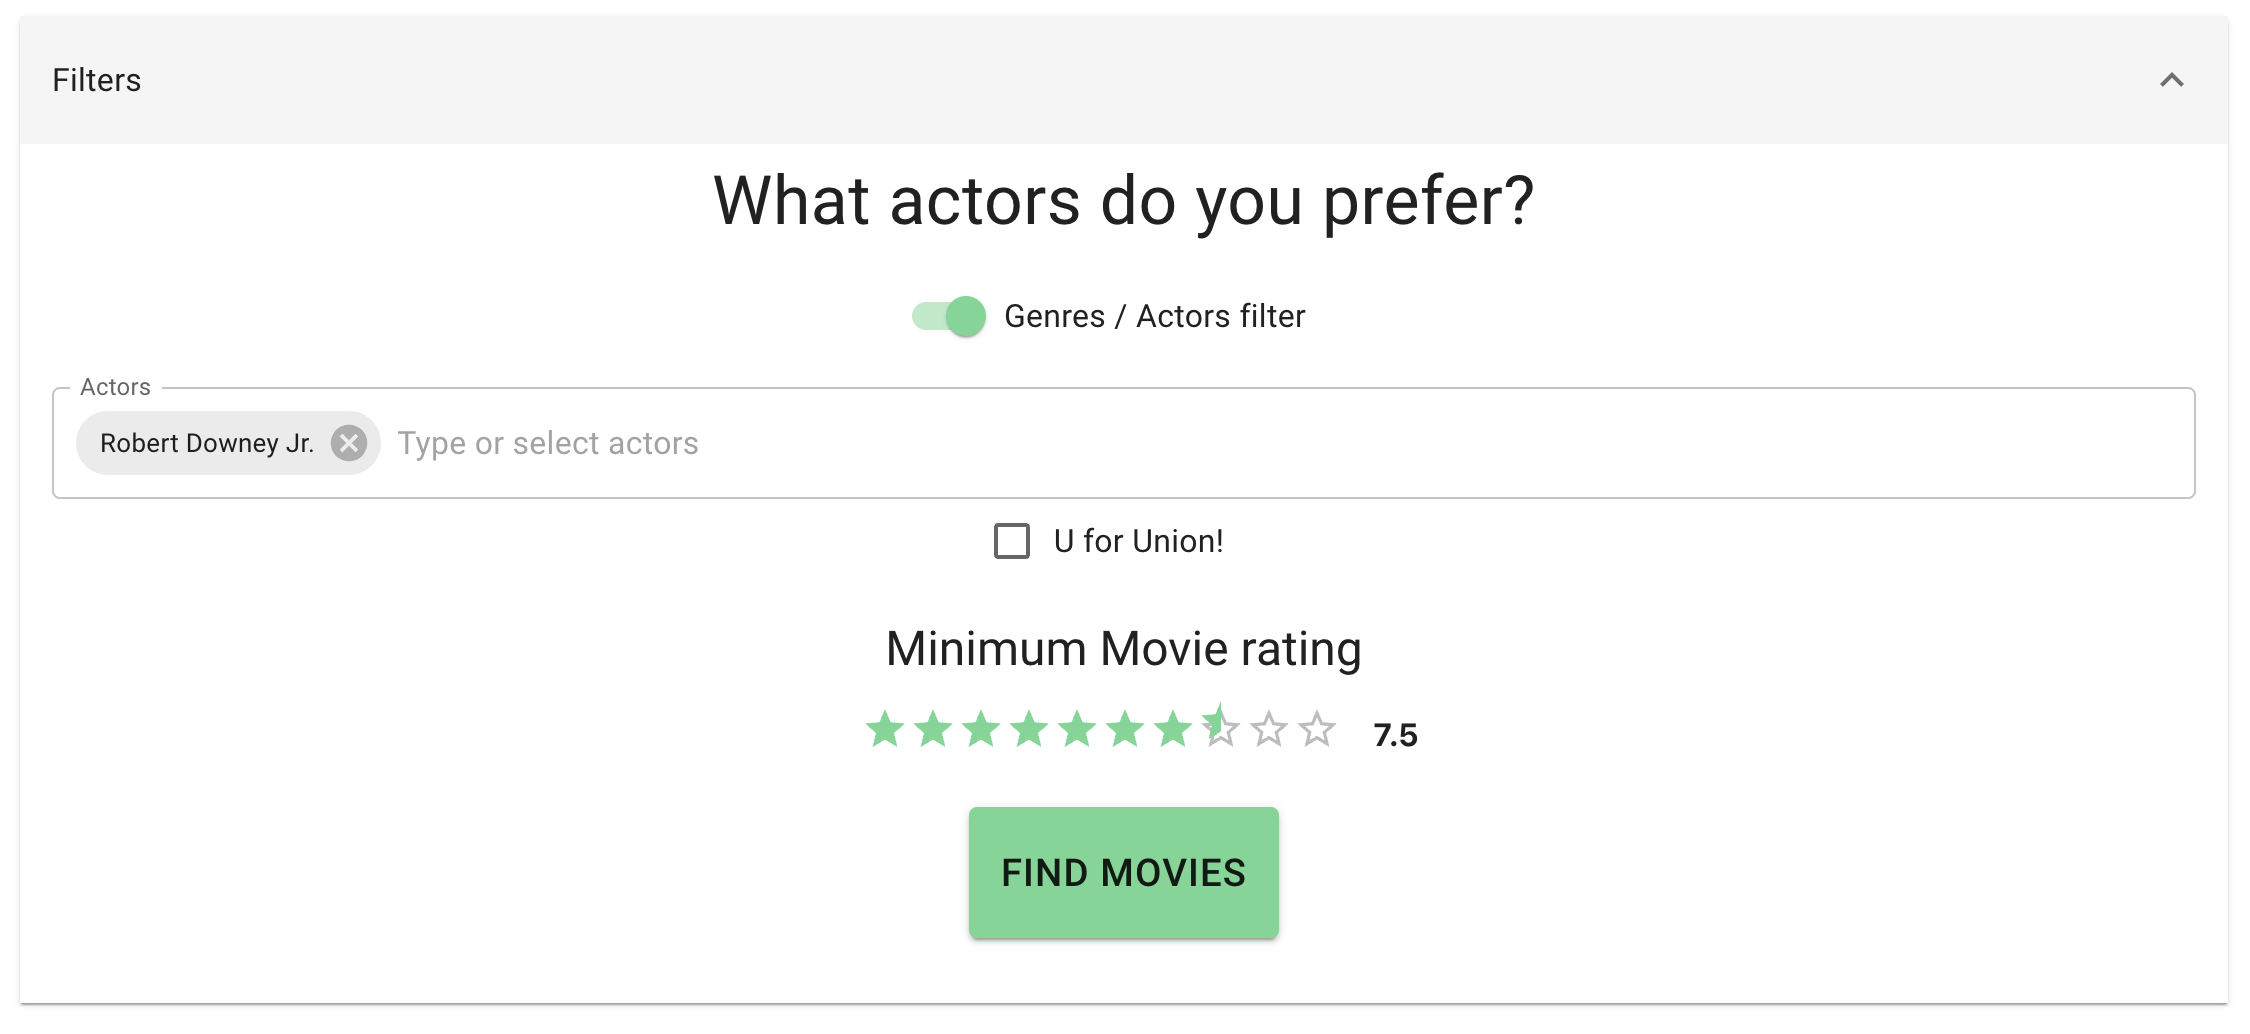 Filters
What actors do you prefer?
Genres / Actors filter
Actors
Robert Downey Jr. Type or select actors
U for Union!
Minimum Movie rating
7.5
FIND MOVIES